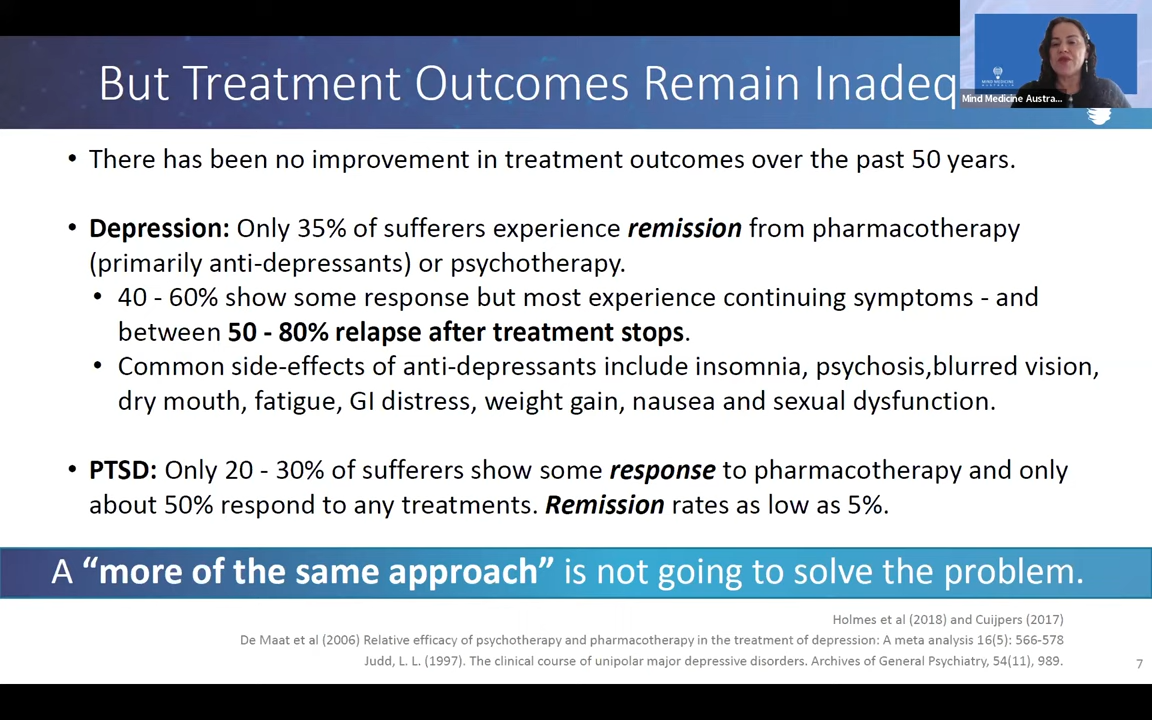 But Treatment Outcomes Remain Inadeq
MIND MEDICINE
AUSTRALIA
Mind Medicine Austra...
• There has been no improvement in treatment outcomes over the past 50 years.
• Depression: Only 35% of sufferers experience remission from pharmacotherapy
(primarily anti-depressants) or psychotherapy.
• 40 - 60% show some response but most experience continuing symptoms - and
between 50 - 80% relapse after treatment stops.
• Common side-effects of anti-depressants include insomnia, psychosis,blurred vision,
dry mouth, fatigue, GI distress, weight gain, nausea and sexual dysfunction.
• PTSD: Only 20 - 30% of sufferers show some response to pharmacotherapy and only
about 50% respond to any treatments. Remission rates as low as 5%.
A “more of the same approach” is not going to solve the problem.
Holmes et al (2018) and Cuijpers (2017)
De Maat et al (2006) Relative efficacy of psychotherapy and pharmacotherapy in the treatment of depression: A meta analysis 16(5): 566-578
Judd, L. L. (1997). The clinical course of unipolar major depressive disorders. Archives of General Psychiatry, 54(11), 989.
7